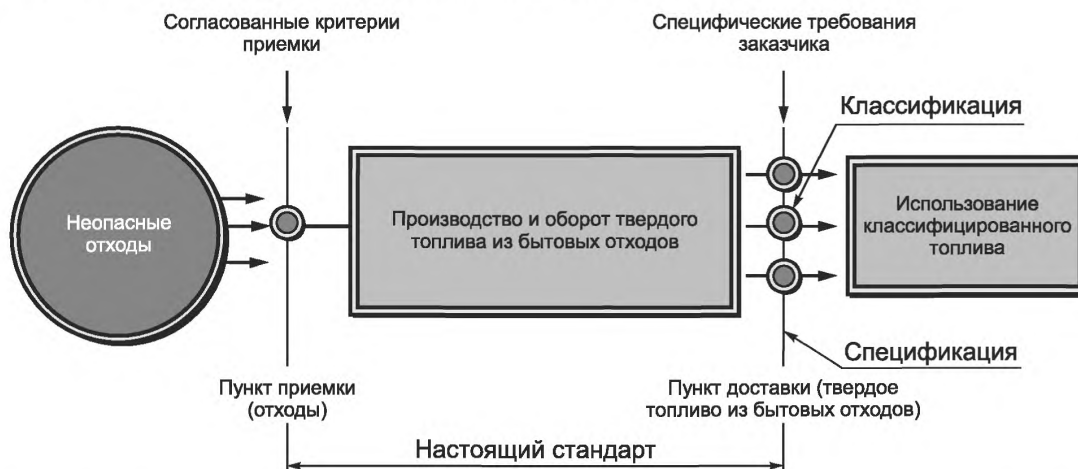 Согласованные критерии
приемки
Специфические требования
заказчика
Классификация
Неопасные
отходы
Производство и оборот твердого
топлива из бытовых отходов
Использование
классифицированного
топлива
Спецификация
Пункт приемки
(отходы)
Пункт доставки (твердое
топливо из бытовых отходов)
Настоящий стандарт